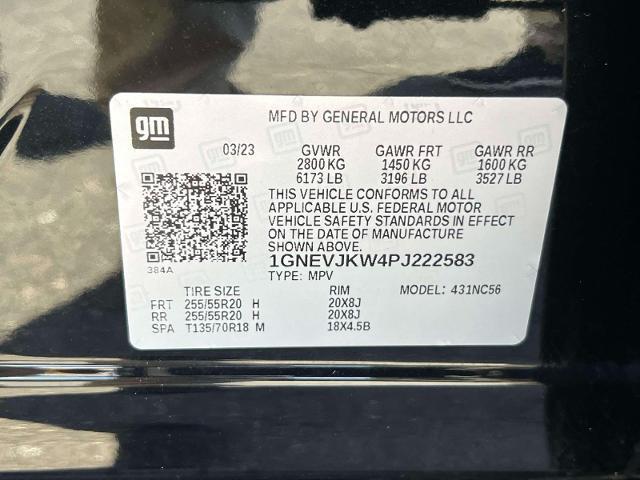 gm
MFD BY GENERAL MOTORS LLC
03/23 GVWR GAWR FRT GAWR RR
2800 KG 1450 KG 1600 KG
6173 LB 3196 LB 3527 LB
THIS VEHICLE CONFORMS TO ALL
APPLICABLE U.S. FEDERAL MOTOR
VEHICLE SAFETY STANDARDS IN EFFECT
ON THE DATE OF MANUFACTURE
SHOWN ABOVE.
384A
1GNEVJKW4PJ222583
TYPE: MPV MODEL: 431NC56
TIRE SIZE RIM
FRT 255/55R20 H 20X8J
RR 255/55R20 H 20X8J
SPA T135/70R18 M 18X4.5B